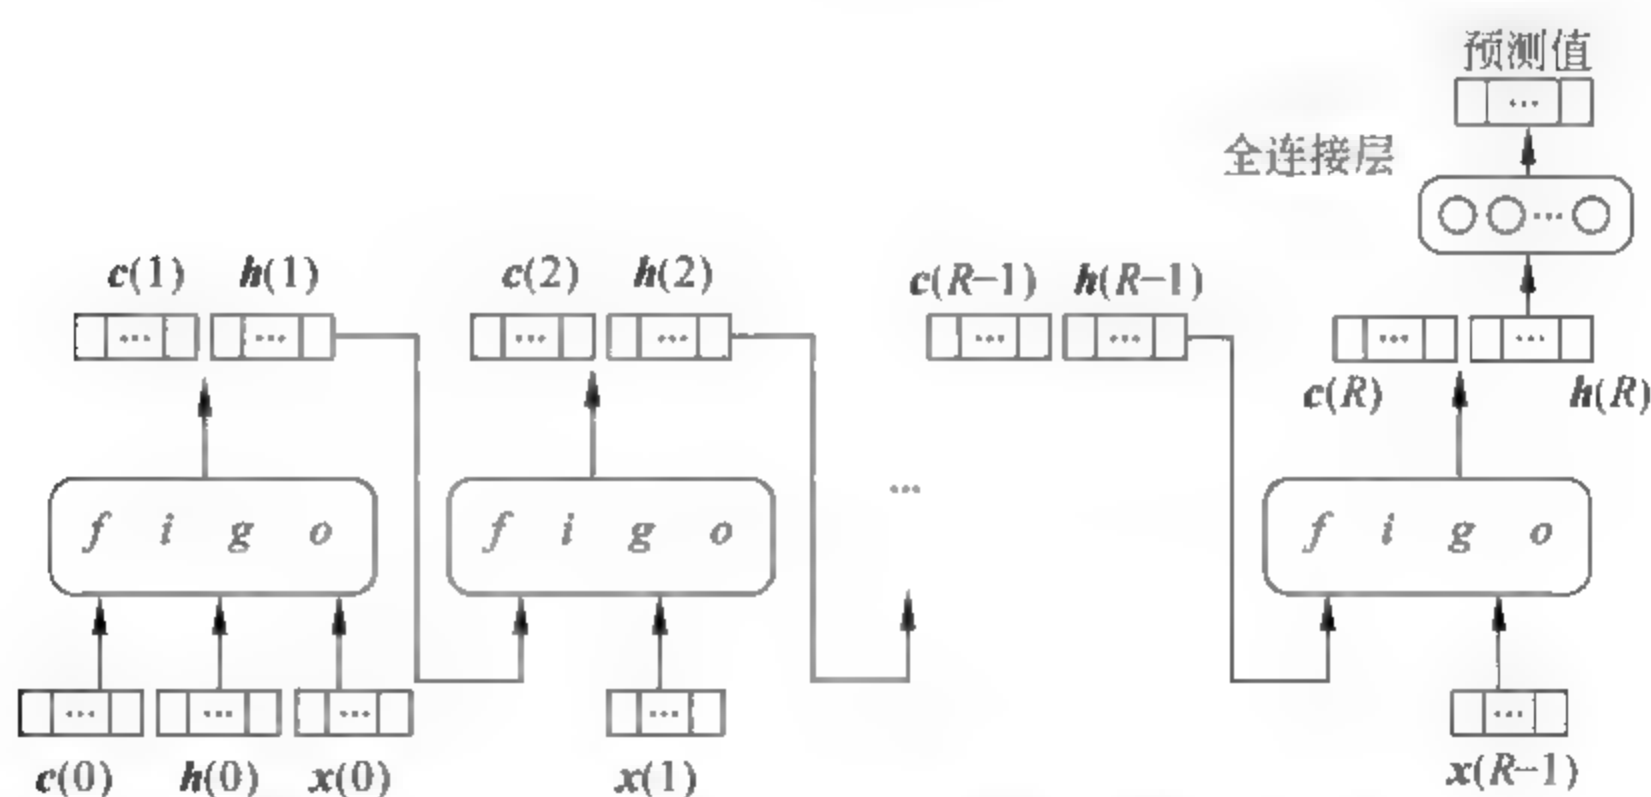 预测值
...
全连接层
...
c(1) h(1) c(2) h(2) c(R−1) h(R−1)
... ... ... ... ... ... ... ...
c(R) h(R)
...
f i g o f i g o f i g o
... ... ... ... ...
c(0) h(0) x(0) x(1) x(R−1)